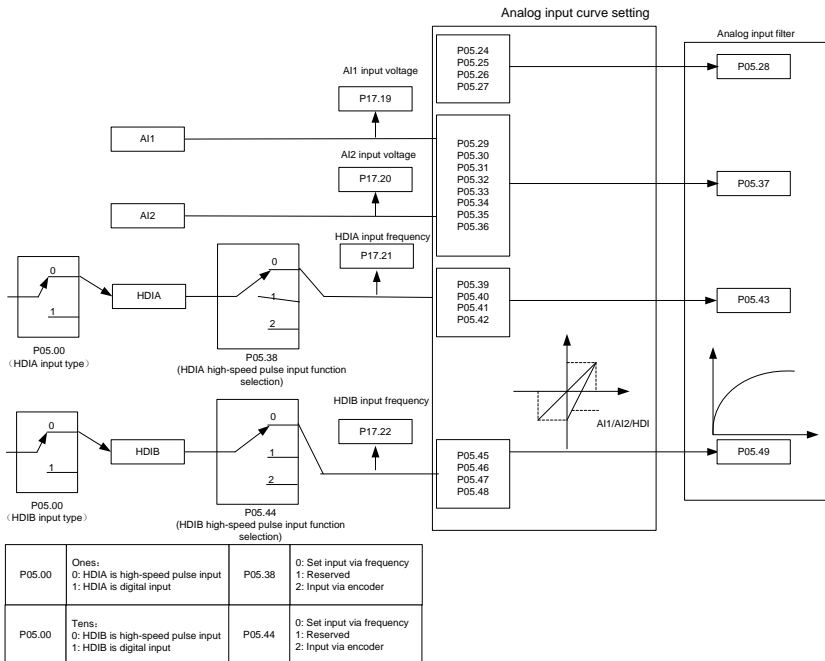 Analog input curve setting
Analog input filter
P05.24
P05.25
P05.26
P05.27
P05.28
AI1 input voltage
P17.19
AI1
AI2 input voltage
P17.20
AI2
P05.29
P05.30
P05.31
P05.32
P05.33
P05.34
P05.35
P05.36
P05.37
HDIA input frequency
P17.21
0
1
P05.00
（HDIA input type）
HDIA
0
1
2
P05.38
(HDIA high-speed pulse input function
selection)
P05.39
P05.40
P05.41
P05.42
P05.43
AI1/AI2/HDI
HDIB input frequency
P17.22
0
1
P05.00
（HDIB input type）
HDIB
0
1
2
P05.44
(HDIB high-speed pulse input function
selection)
P05.45
P05.46
P05.47
P05.48
P05.49
P05.00
Ones：
0: HDIA is high-speed pulse input
1: HDIA is digital input
P05.38
0: Set input via frequency
1: Reserved
2: Input via encoder
P05.00
Tens：
0: HDIB is high-speed pulse input
1: HDIB is digital input
P05.44
0: Set input via frequency
1: Reserved
2: Input via encoder